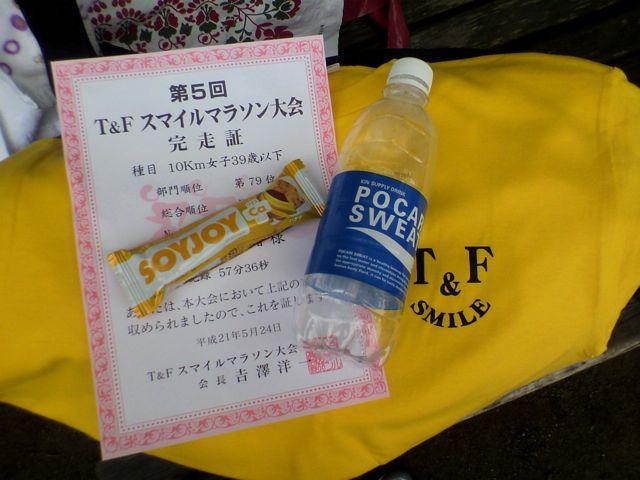 第5回
T&F スマイルマラソン大会
完走証
種目 10Km女子39歳以下
部門順位 第79位
総合順位
様
SOYJOY
57分36秒
は、本大会において上記の
収められましたので、これを証します
平成21年5月24日
T&F スマイルマラソン大会
会長 吉澤洋
ION SUPPLY DRINK
POCARI
SWEAT
T & F
SMILE